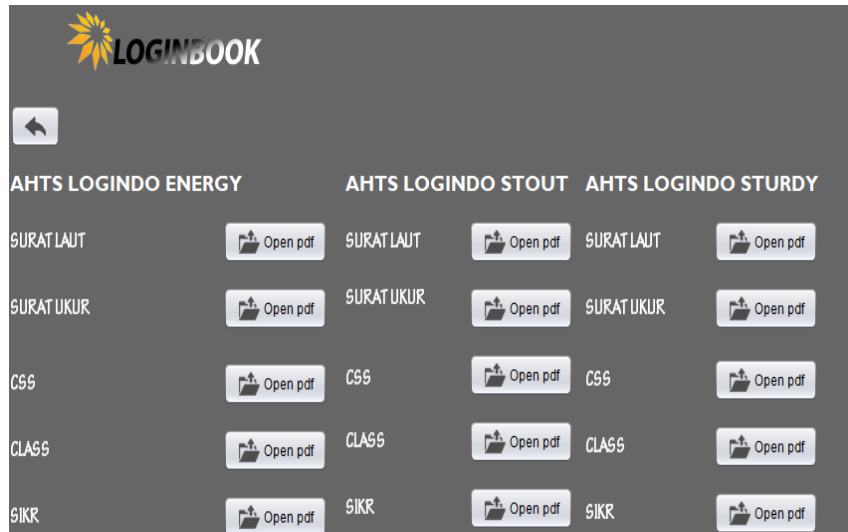 LOGINBOOK
AHTS LOGINDO ENERGY AHTS LOGINDO STOUT AHTS LOGINDO STURDY
SURAT LAUT Open pdf SURAT LAUT Open pdf SURAT LAUT Open pdf
SURAT UKUR Open pdf SURAT UKUR Open pdf SURAT UKUR Open pdf
CSS Open pdf CSS Open pdf CSS Open pdf
CLASS Open pdf CLASS Open pdf CLASS Open pdf
SIKR Open pdf SIKR Open pdf SIKR Open pdf